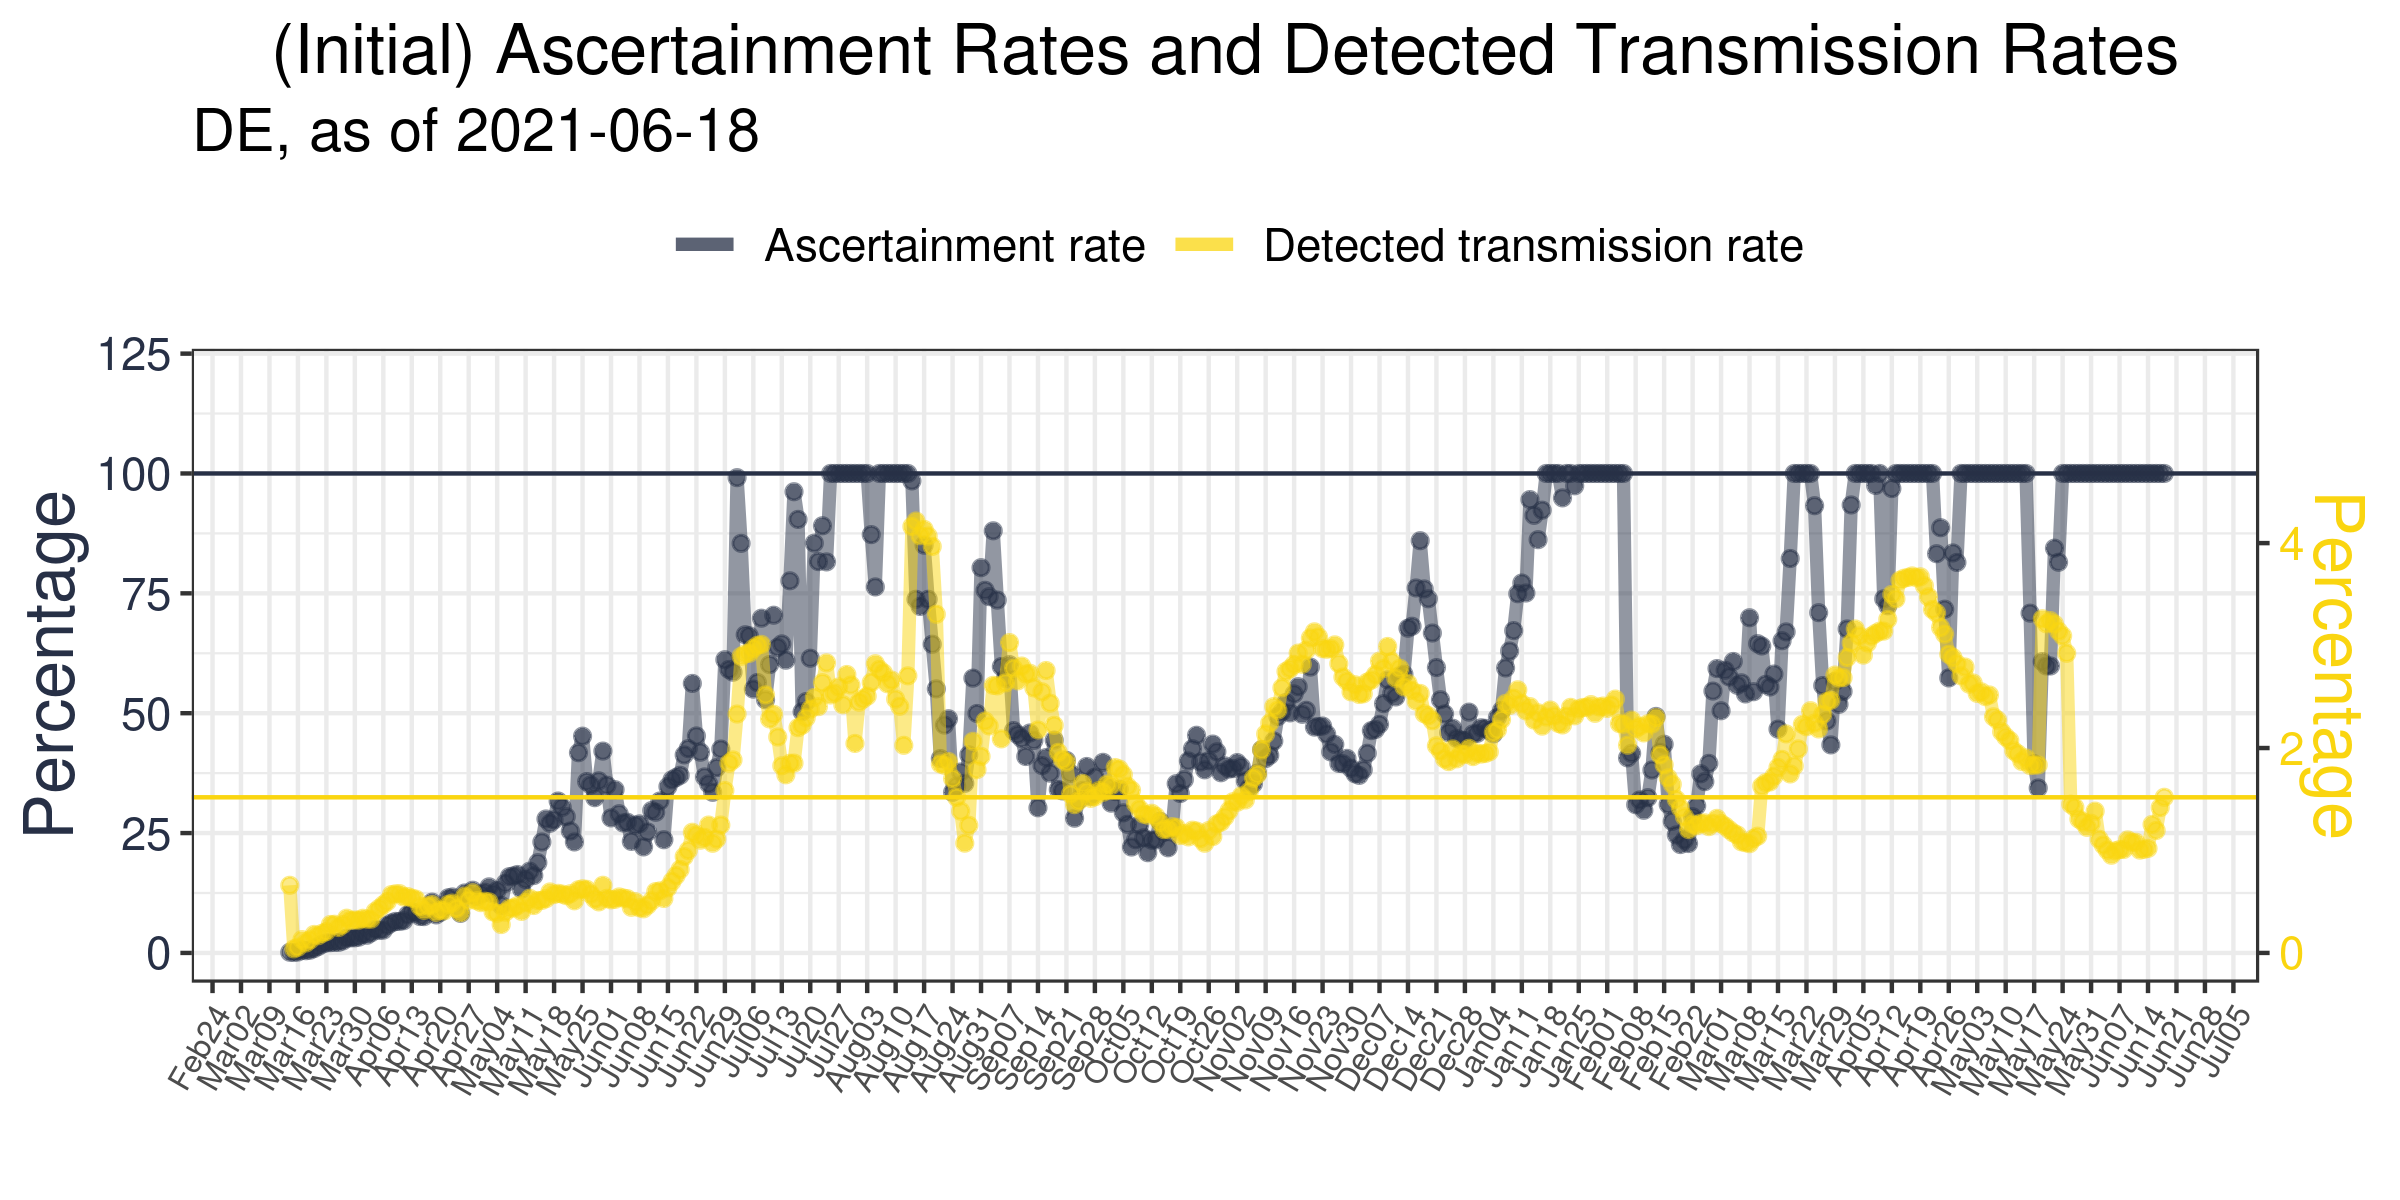 (Initial) Ascertainment Rates and Detected Transmission Rates
DE, as of 2021-06-18
Ascertainment rate
Detected transmission rate
125
100
75
50
25
0
Percentage
4
2
0
Percentage
Feb24
Mar02
Mar09
Mar16
Mar23
Mar30
Apr06
Apr13
Apr20
Apr27
May04
May11
May18
May25
Jun01
Jun08
Jun15
Jun22
Jun29
Jul06
Jul13
Jul20
Jul27
Aug03
Aug10
Aug17
Aug24
Aug31
Sep07
Sep14
Sep21
Sep28
Oct05
Oct12
Oct19
Oct26
Nov02
Nov09
Nov16
Nov23
Nov30
Dec07
Dec14
Dec21
Dec28
Jan04
Jan11
Jan18
Jan25
Feb01
Feb08
Feb15
Feb22
Mar01
Mar08
Mar15
Mar22
Mar29
Apr05
Apr12
Apr19
Apr26
May03
May10
May17
May24
May31
Jun07
Jun14
Jun21
Jun28
Jul05